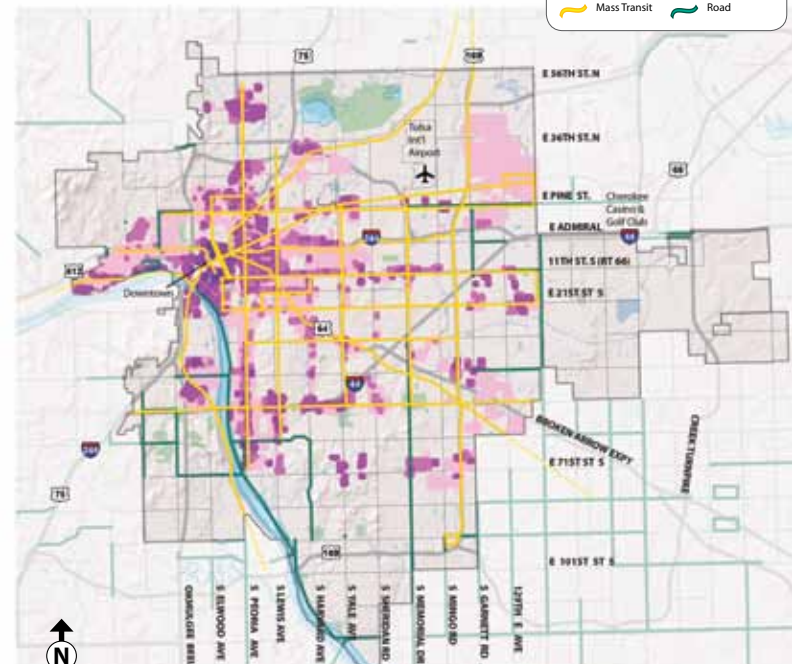 Mass Transit
Road
75
169
E 56TH ST. N
Tulsa
Int'l
Airport
E 36TH ST. N
66
E PINE ST.
Cherokee
Casino &
Golf Club
E ADMIRAL
44
244
11TH ST. S (RT 66)
412
Downtown
E 21ST ST S
64
44
BROKEN ARROW EXPY
CREEK TURNPIKE
E 71ST ST S
75
169
E 101ST ST S
S ELWOOD AVE
S PEORIA AVE
S LEWIS AVE
S HARVARD AVE
S YALE AVE
S SHERIDAN RD
S MEMORIAL DR
S MINGO RD
S GARNETT RD
129TH E. AVE
N